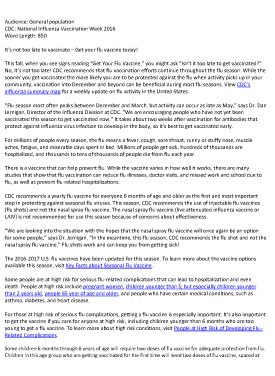 Audience: General population
CDC: National Influenza Vaccination Week 2016
Word Length: 850
It's not too late to vaccinate – Get your flu vaccine today!
This fall, when you see signs reading "Get Your Flu Vaccine," you might ask "Isn't it too late to get vaccinated?"
No, it's not too late! CDC recommends that flu vaccination efforts continue throughout the flu season. While the
sooner you get vaccinated the more likely you are to be protected against the flu when activity picks up in your
community, vaccination into December and beyond can be beneficial during most flu seasons. View CDC's
influenza summary map for a weekly update on flu activity in the United States.
"Flu season most often peaks between December and March, but activity can occur as late as May," says Dr. Dan
Jernigan, Director of the Influenza Division at CDC. "We are encouraging people who have not yet been
vaccinated this season to get vaccinated now." It takes about two weeks after vaccination for antibodies that
protect against influenza virus infection to develop in the body, so it's best to get vaccinated early.
For millions of people every season, the flu means a fever, cough, sore throat, runny or stuffy nose, muscle
aches, fatigue, and miserable days spent in bed. Millions of people get sick, hundreds of thousands are
hospitalized, and thousands to tens of thousands of people die from flu each year.
There is a vaccine that can help prevent flu. While the vaccine varies in how well it works, there are many
studies that show that flu vaccination can reduce flu illnesses, doctor visits, and missed work and school due to
flu, as well as prevent flu related hospitalizations.
CDC recommends a yearly flu vaccine for everyone 6 months of age and older as the first and most important
step in protecting against seasonal flu viruses. This season, CDC recommends the use of injectable flu vaccines
(flu shots) and not the nasal spray flu vaccine. The nasal spray flu vaccine (live attenuated influenza vaccine or
LAIV) is not recommended for use this season because of concerns about effectiveness.
"We are looking into the situation with the hopes that the nasal spray flu vaccine will once again be an option
for some people," says Dr. Jernigan. "In the meantime, this flu season, CDC recommends the flu shot and not the
nasal spray flu vaccine." Flu shots work and can keep you from getting sick!
The 2016-2017 U.S. flu vaccines have been updated for this season. To learn more about the vaccine options
available this season, visit Key Facts about Seasonal Flu Vaccine.
Some people are at high risk for serious flu related complications that can lead to hospitalization and even
death. People at high risk include pregnant women, children younger than 5, but especially children younger
than 2 years old, people 65 year of age and older, and people who have certain medical conditions, such as
asthma, diabetes, and heart disease.
For those at high risk of serious flu complications, getting a flu vaccine is especially important. It's also important
to get the vaccine if you care for anyone at high risk, including children younger than 6 months who are too
young to get a flu vaccine. To learn more about high risk conditions, visit People at High Risk of Developing Flu–
Related Complications.
Some children 6 months through 8 years of age will require two doses of flu vaccine for adequate protection from flu.
Children in this age group who are getting vaccinated for the first time will need two doses of flu vaccine, spaced at